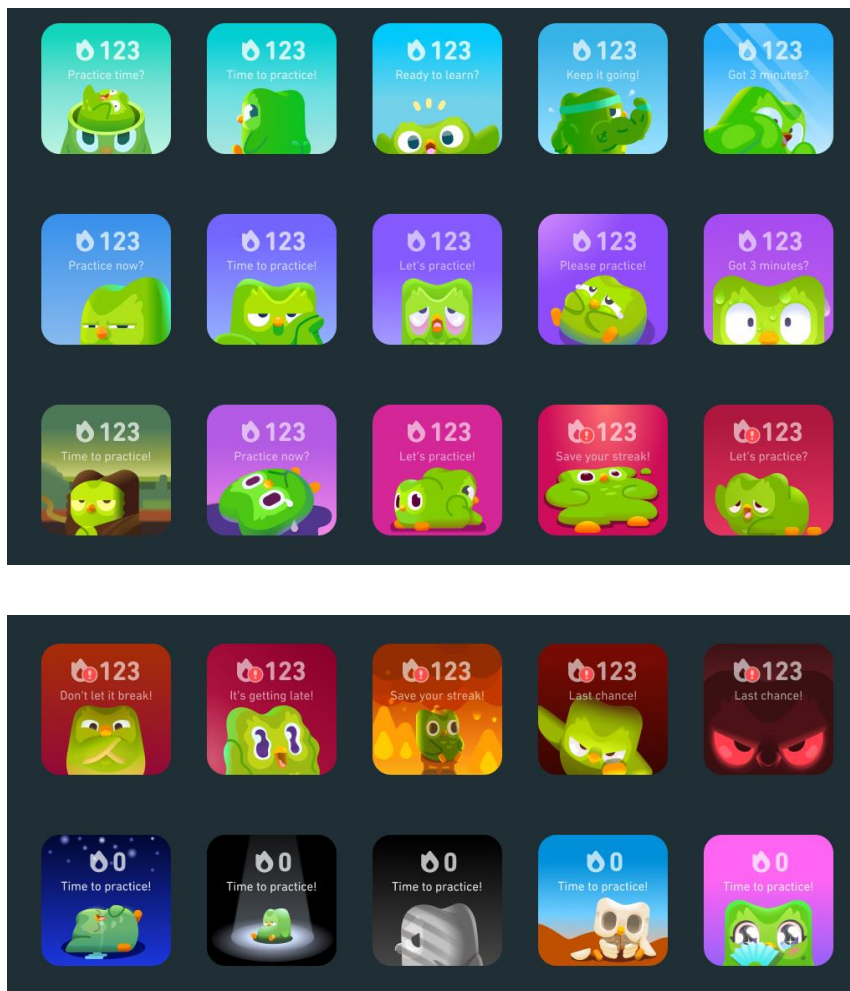 123
Practice time?
123
Time to practice!
123
Ready to learn?
123
Keep it going!
123
Got 3 minutes?
123
Practice now?
123
Time to practice!
123
Let's practice!
123
Please practice!
123
Got 3 minutes?
123
Time to practice!
123
Practice now?
123
Let's practice!
123
Save your streak!
123
Let's practice?
123
Don't let it break!
123
It's getting late!
123
Save your streak!
123
Last chance!
123
Last chance!
0
Time to practice!
0
Time to practice!
0
Time to practice!
0
Time to practice!
0
Time to practice!